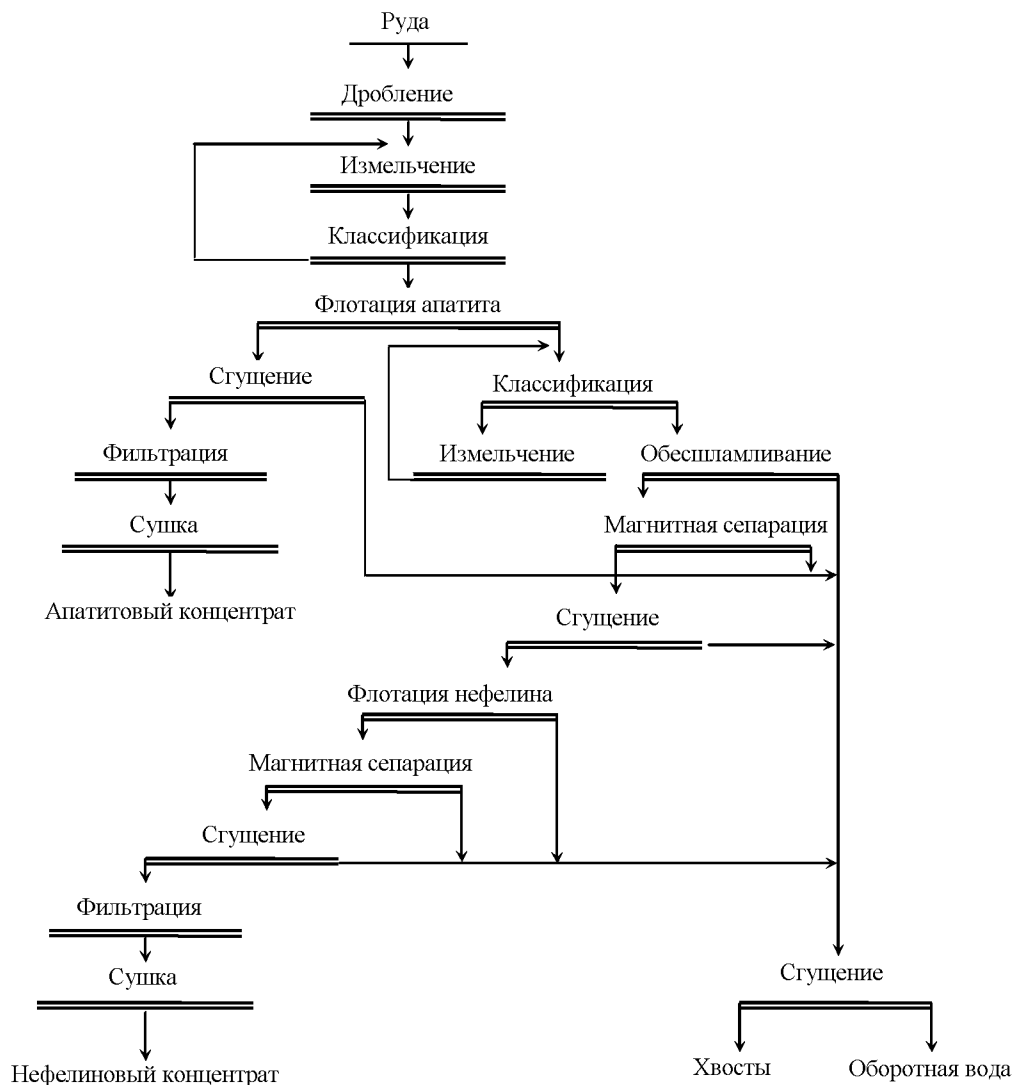 Руда
Дробление
Измельчение
Классификация
Флотация апатита
Сгущение
Классификация
Фильтрация
Измельчение
Обесшламливание
Сушка
Магнитная сепарация
Апатитовый концентрат
Сгущение
Флотация нефелина
Магнитная сепарация
Сгущение
Фильтрация
Сушка
Сгущение
Нефелиновый концентрат
Хвосты
Оборотная вода